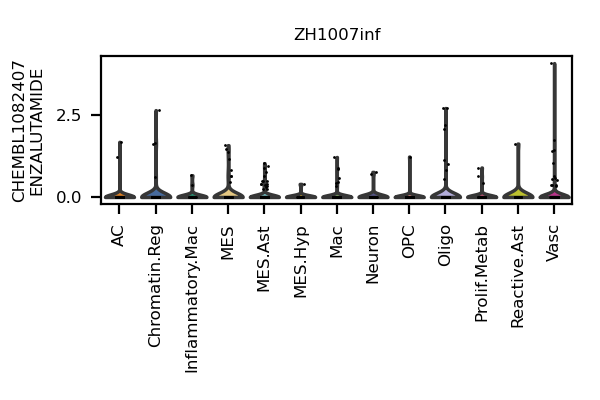 ZH1007inf
CHEMBL1082407
ENZALUTAMIDE
2.5
0.0
AC
Chromatin.Reg
Inflammatory.Mac
MES
MES.Ast
MES.Hyp
Mac
Neuron
OPC
Oligo
Prolif.Metab
Reactive.Ast
Vasc